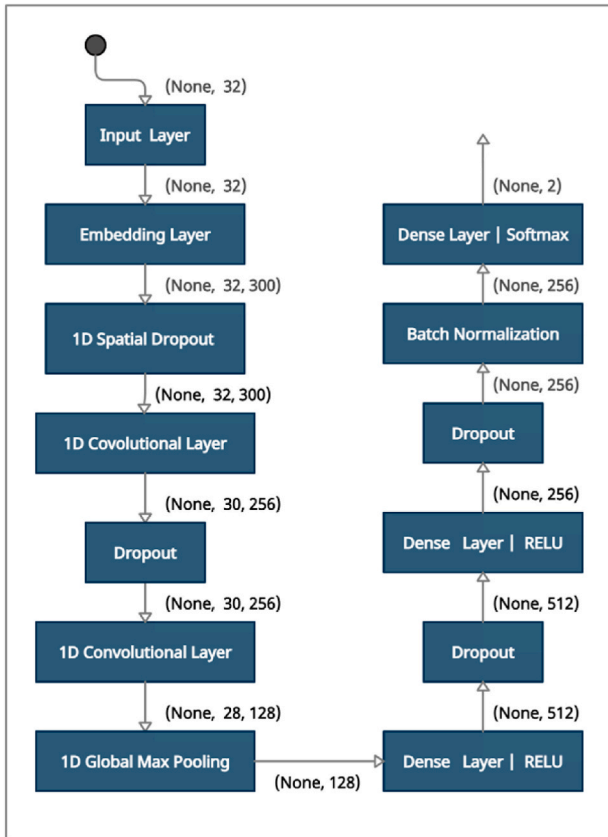 (None, 32)
Input Layer
(None, 32)
Embedding Layer
(None, 32, 300)
1D Spatial Dropout
(None, 32, 300)
1D Covolutional Layer
(None, 30, 256)
Dropout
(None, 30, 256)
1D Convolutional Layer
(None, 28, 128)
1D Global Max Pooling
(None, 128)
Dense Layer | RELU
(None, 512)
Dropout
(None, 512)
Dense Layer | RELU
(None, 256)
Dropout
(None, 256)
Batch Normalization
(None, 256)
Dense Layer | Softmax
(None, 2)